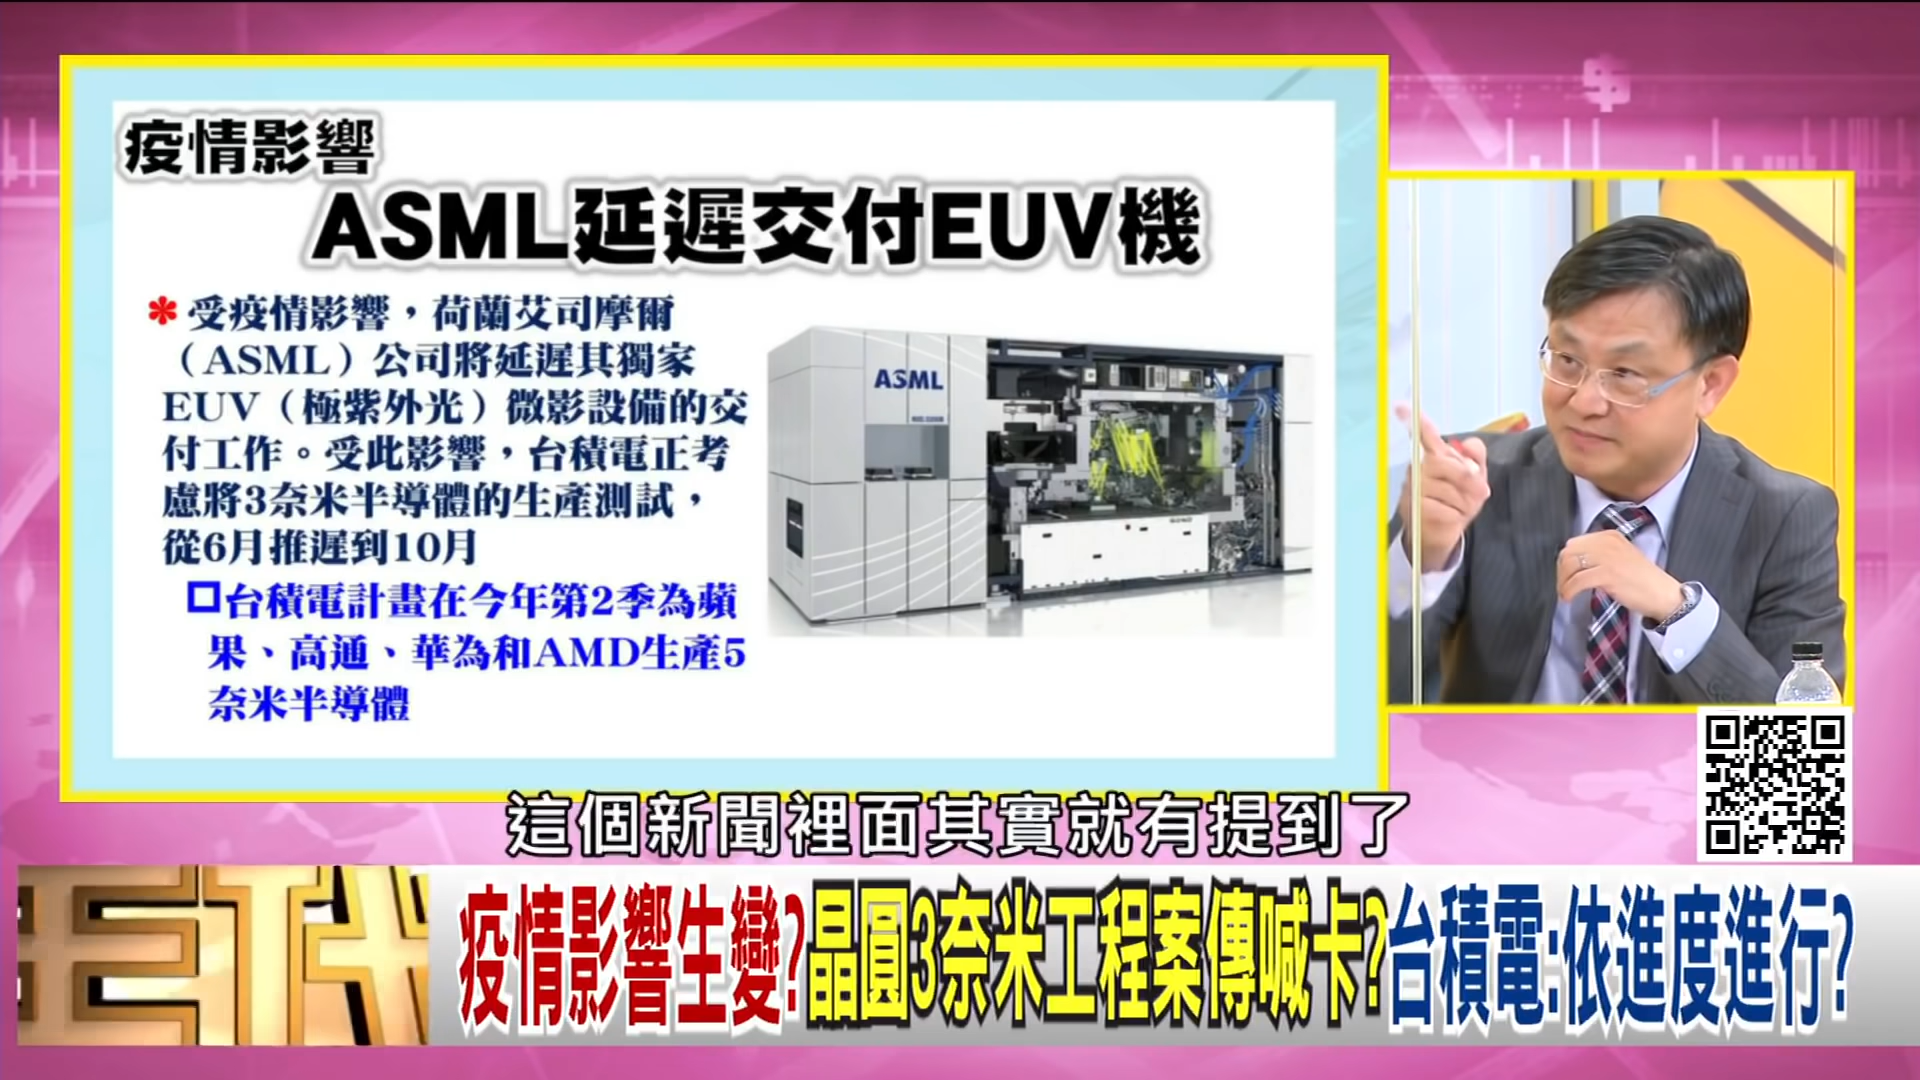 疫情影響
ASML延遲交付EUV機
* 受疫情影響，荷蘭艾司摩爾
（ASML）公司將延遲其獨家
EUV（極紫外光）微影設備的交
付工作。受此影響，台積電正考
慮將3奈米半導體的生產測試，
從6月推遲到10月
□台積電計畫在今年第2季為蘋
果、高通、華為和AMD生產5
奈米半導體
ASML
這個新聞裡面其實就有提到了
疫情影響生變?晶圓3奈米工程案傳喊卡?台積電:依進度進行?